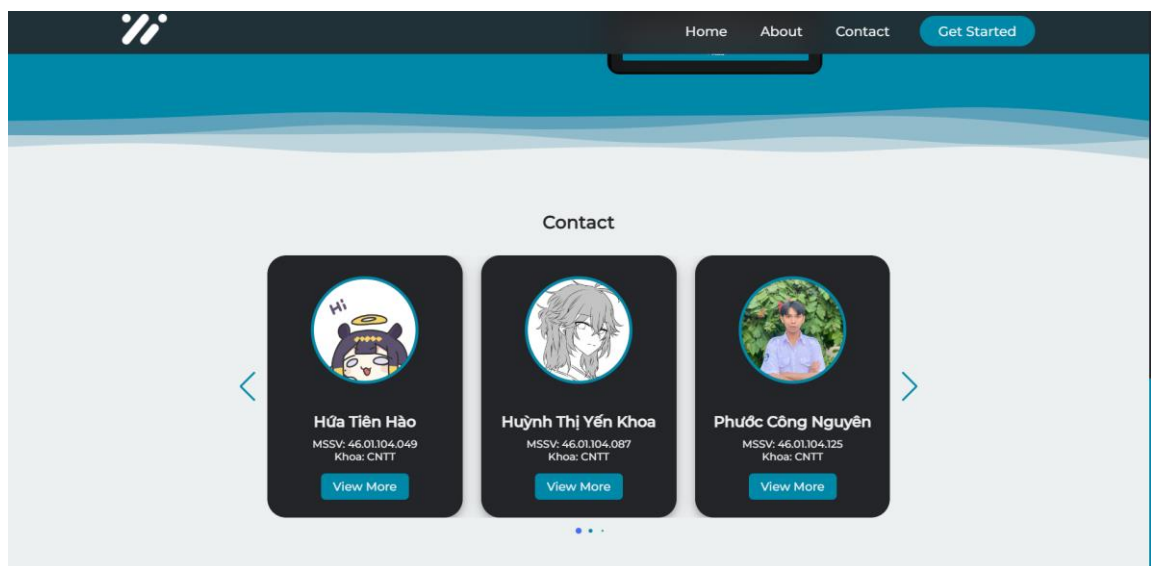 Home About Contact Get Started
Contact
Hi
Hứa Tiên Hào
MSSV: 46.01.104.049
Khoa: CNTT
View More
Huỳnh Thị Yến Khoa
MSSV: 46.01.104.087
Khoa: CNTT
View More
Phước Công Nguyên
MSSV: 46.01.104.125
Khoa: CNTT
View More